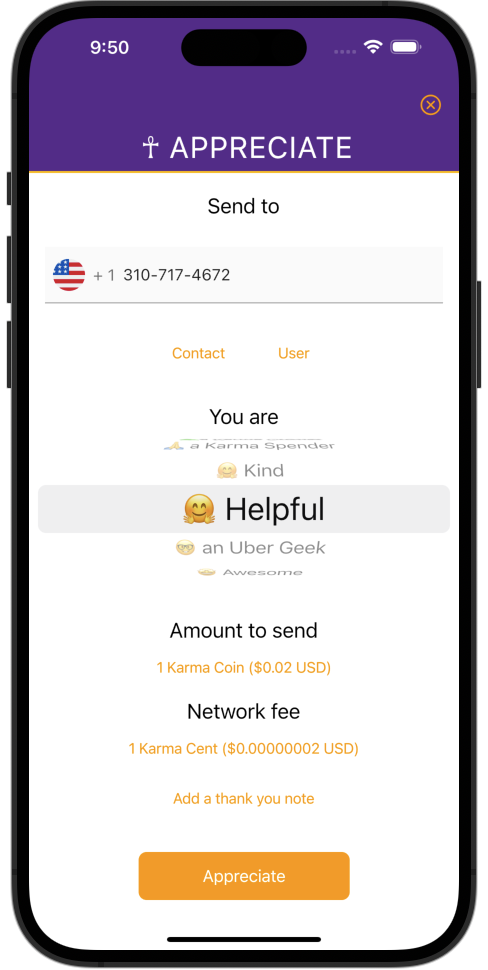 9:50
☥ APPRECIATE
Send to
+ 1 310-717-4672
Contact User
You are
a Karma Spender
🤗 Kind
🤗 Helpful
🤓 an Uber Geek
Awesome
Amount to send
1 Karma Coin ($0.02 USD)
Network fee
1 Karma Cent ($0.00000002 USD)
Add a thank you note
Appreciate